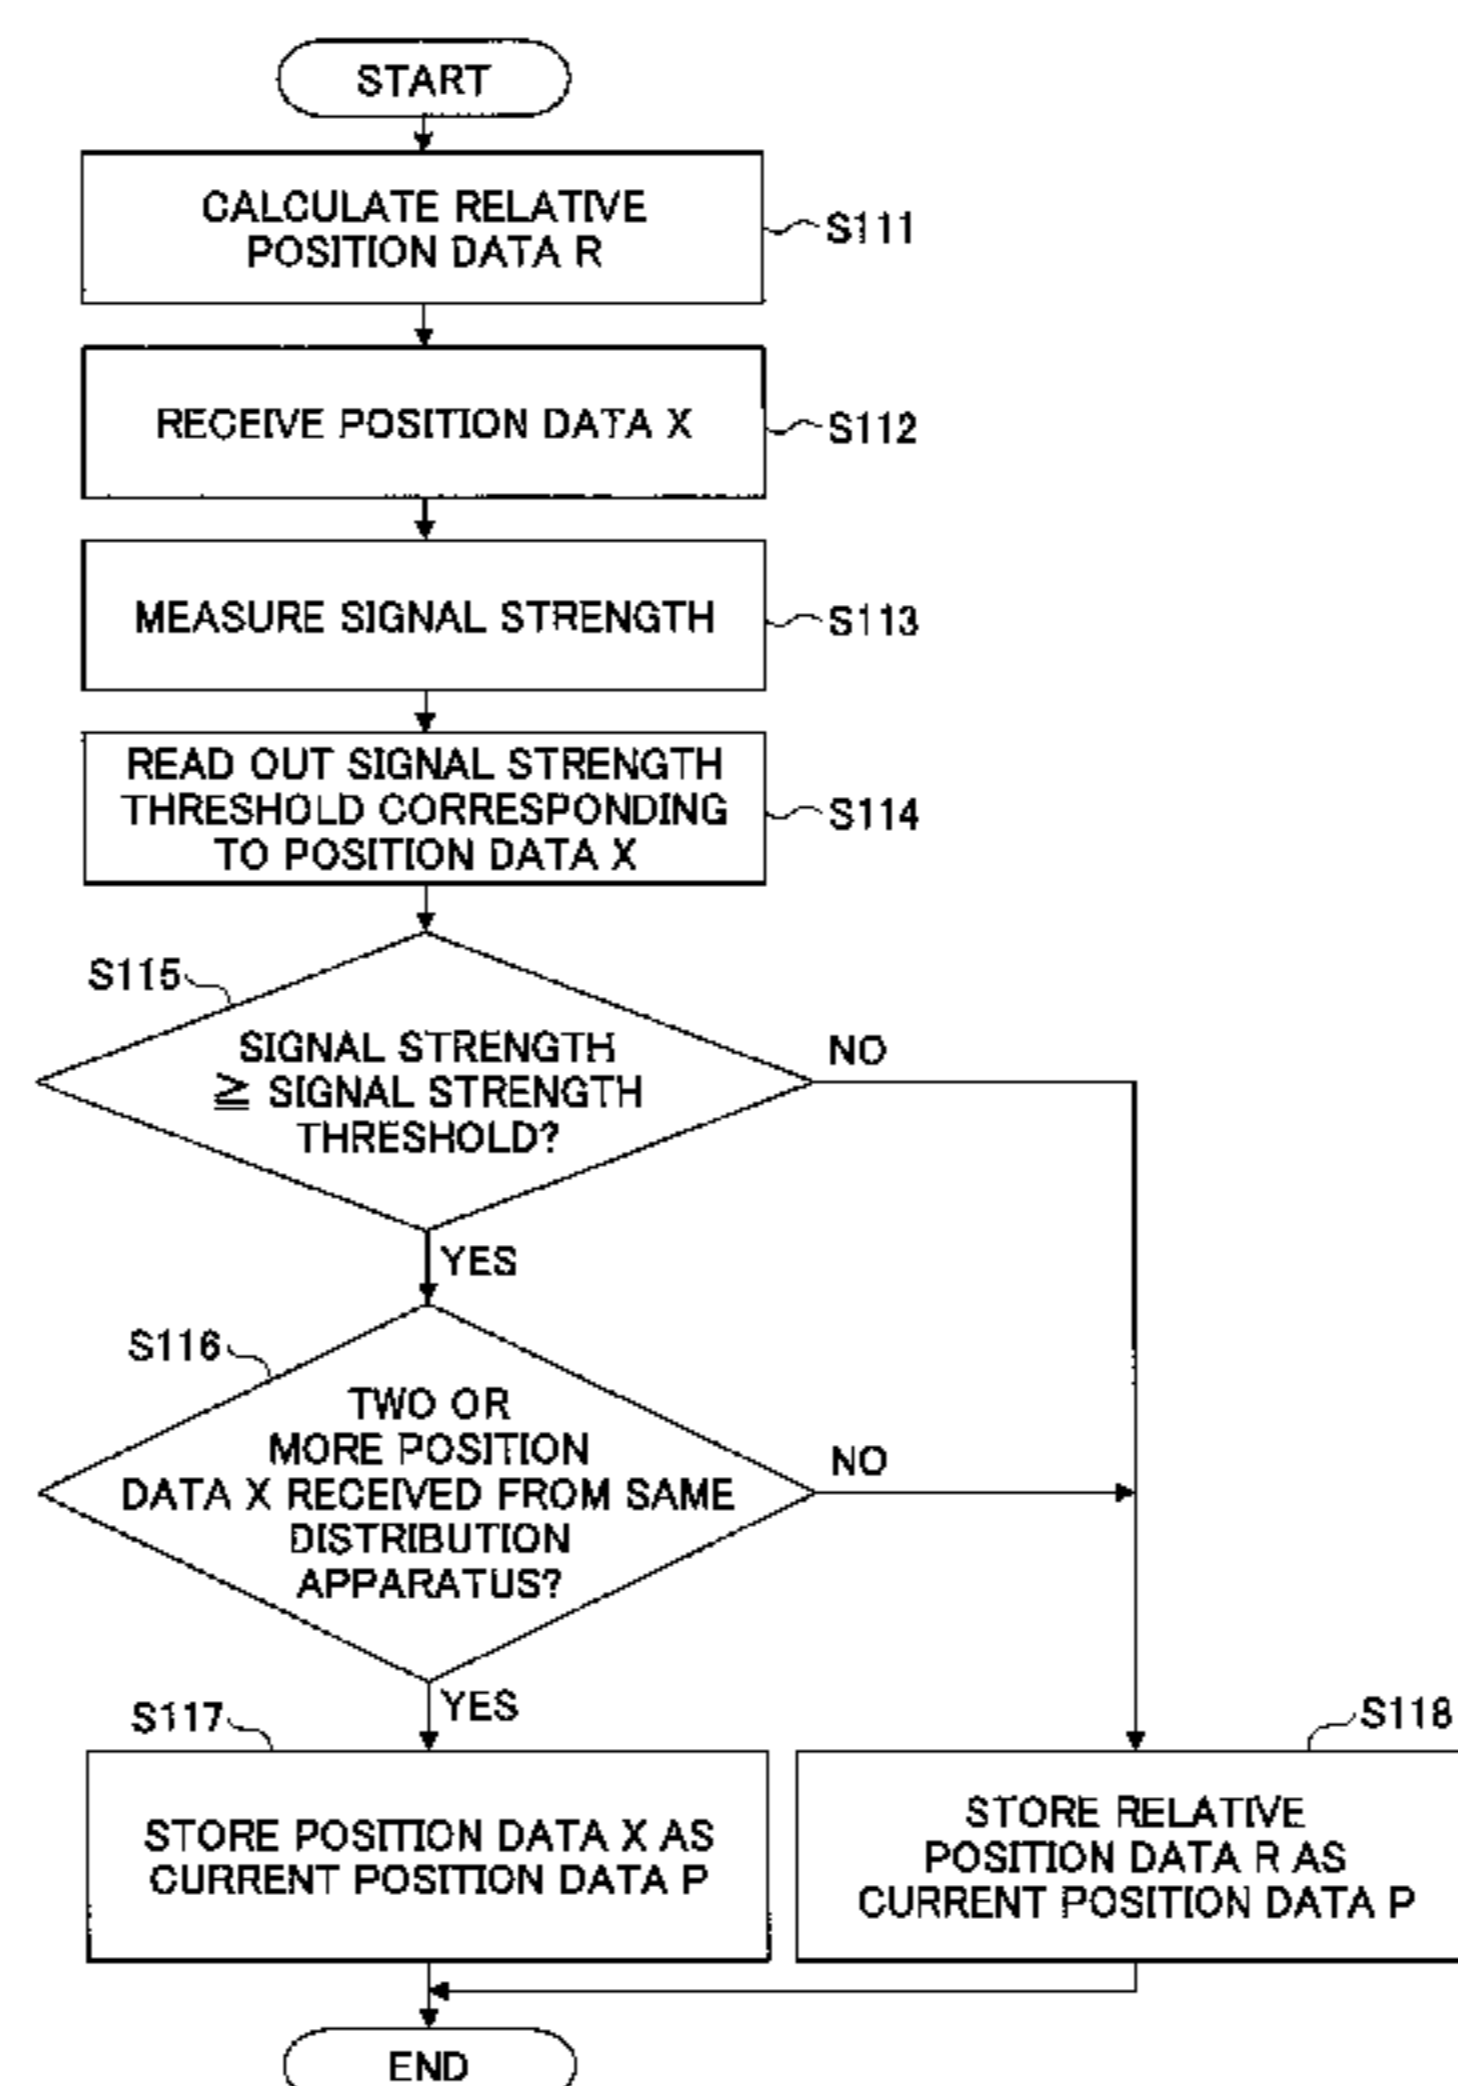 START
CALCULATE RELATIVE
POSITION DATA R
S111
RECEIVE POSITION DATA X
S112
MEASURE SIGNAL STRENGTH
S113
READ OUT SIGNAL STRENGTH
THRESHOLD CORRESPONDING
TO POSITION DATA X
S114
S115
SIGNAL STRENGTH
≧ SIGNAL STRENGTH
THRESHOLD?
NO
YES
S116
TWO OR
MORE POSITION
DATA X RECEIVED FROM SAME
DISTRIBUTION
APPARATUS?
NO
YES
S117
STORE POSITION DATA X AS
CURRENT POSITION DATA P
S118
STORE RELATIVE
POSITION DATA R AS
CURRENT POSITION DATA P
END